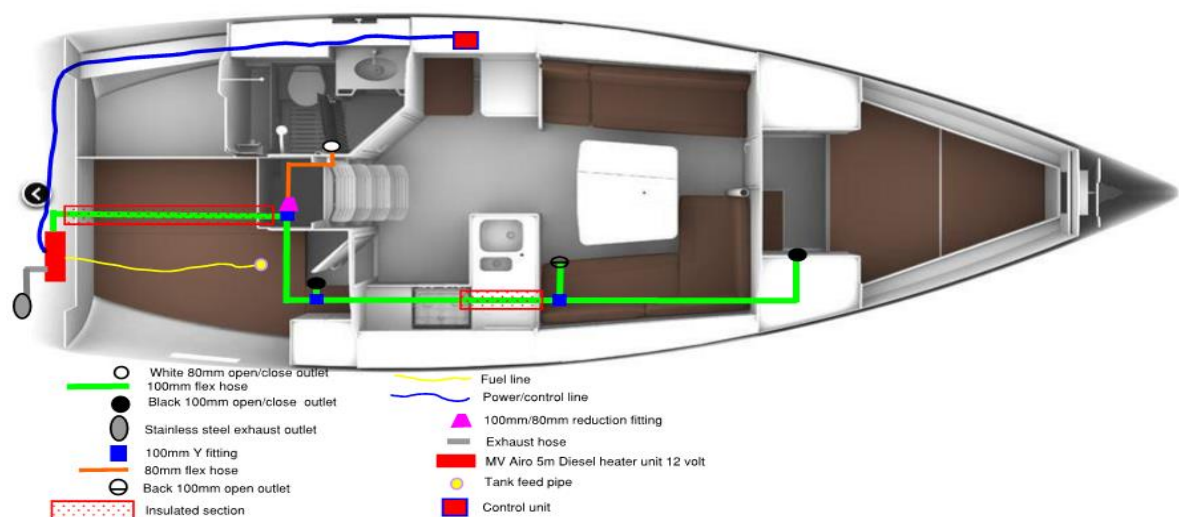 White 80mm open/close outlet
100mm flex hose
Black 100mm open/close outlet
Stainless steel exhaust outlet
100mm Y fitting
80mm flex hose
Back 100mm open outlet
Insulated section
Fuel line
Power/control line
100mm/80mm reduction fitting
Exhaust hose
MV Airo 5m Diesel heater unit 12 volt
Tank feed pipe
Control unit